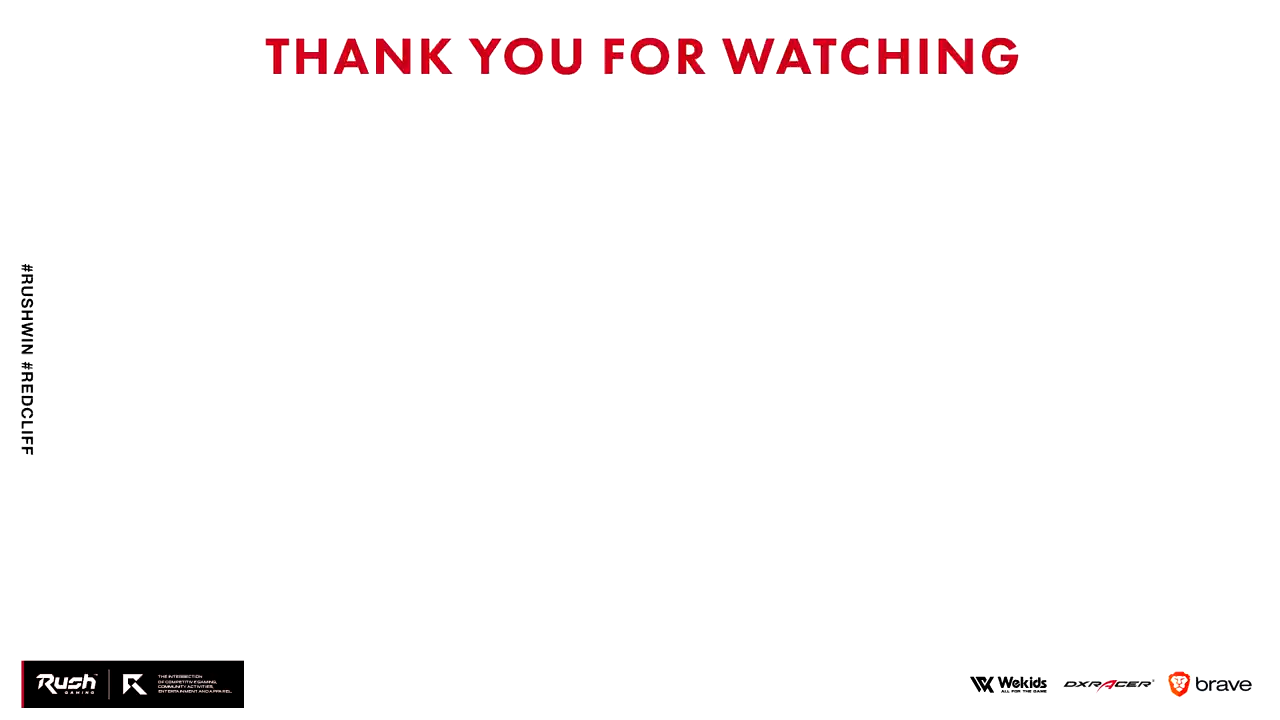 THANK YOU FOR WATCHING
#RUSHWIN #REDCLIFF
Rush
GAMING
THE INTERSECTION
OF COMPETITIVE GAMING,
COMMUNITY ACTIVITIES,
ENTERTAINMENT AND APPAREL.
Wekids
ALL FOR THE GAME
DXRACER
brave